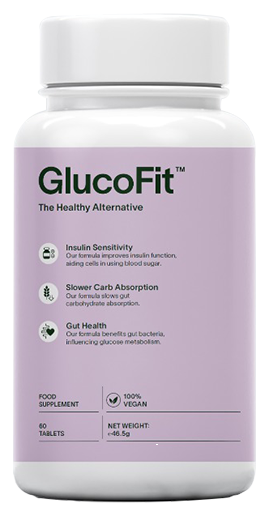 GlucoFit™
The Healthy Alternative
Insulin Sensitivity
Our formula improves insulin function,
aiding cells in using blood sugar.
Slower Carb Absorption
Our formula slows gut
carbohydrate absorption.
Gut Health
Our formula benefits gut bacteria,
influencing glucose metabolism.
FOOD
SUPPLEMENT
100%
VEGAN
60
TABLETS
NET WEIGHT:
℮46.5g